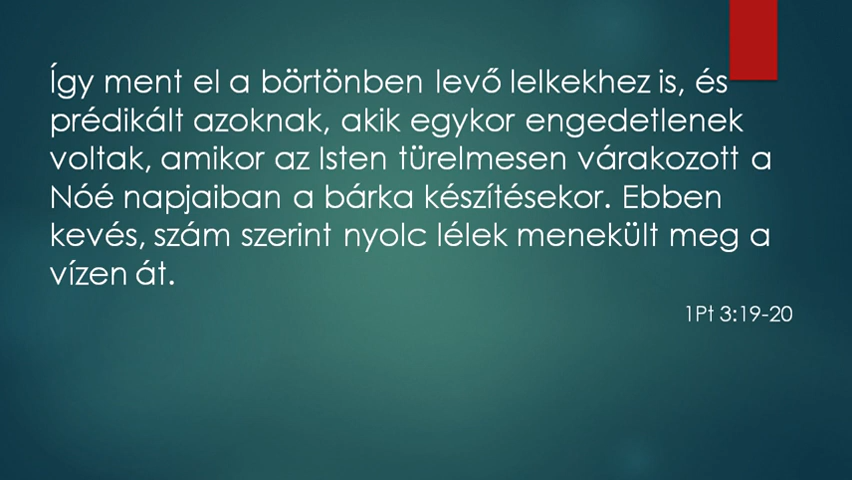 Így ment el a börtönben levő lelkekhez is, és
prédikált azoknak, akik egykor engedetlenek
voltak, amikor az Isten türelmesen várakozott a
Nóé napjaiban a bárka készítésekor. Ebben
kevés, szám szerint nyolc lélek menekült meg a
vízen át.
1Pt 3:19-20